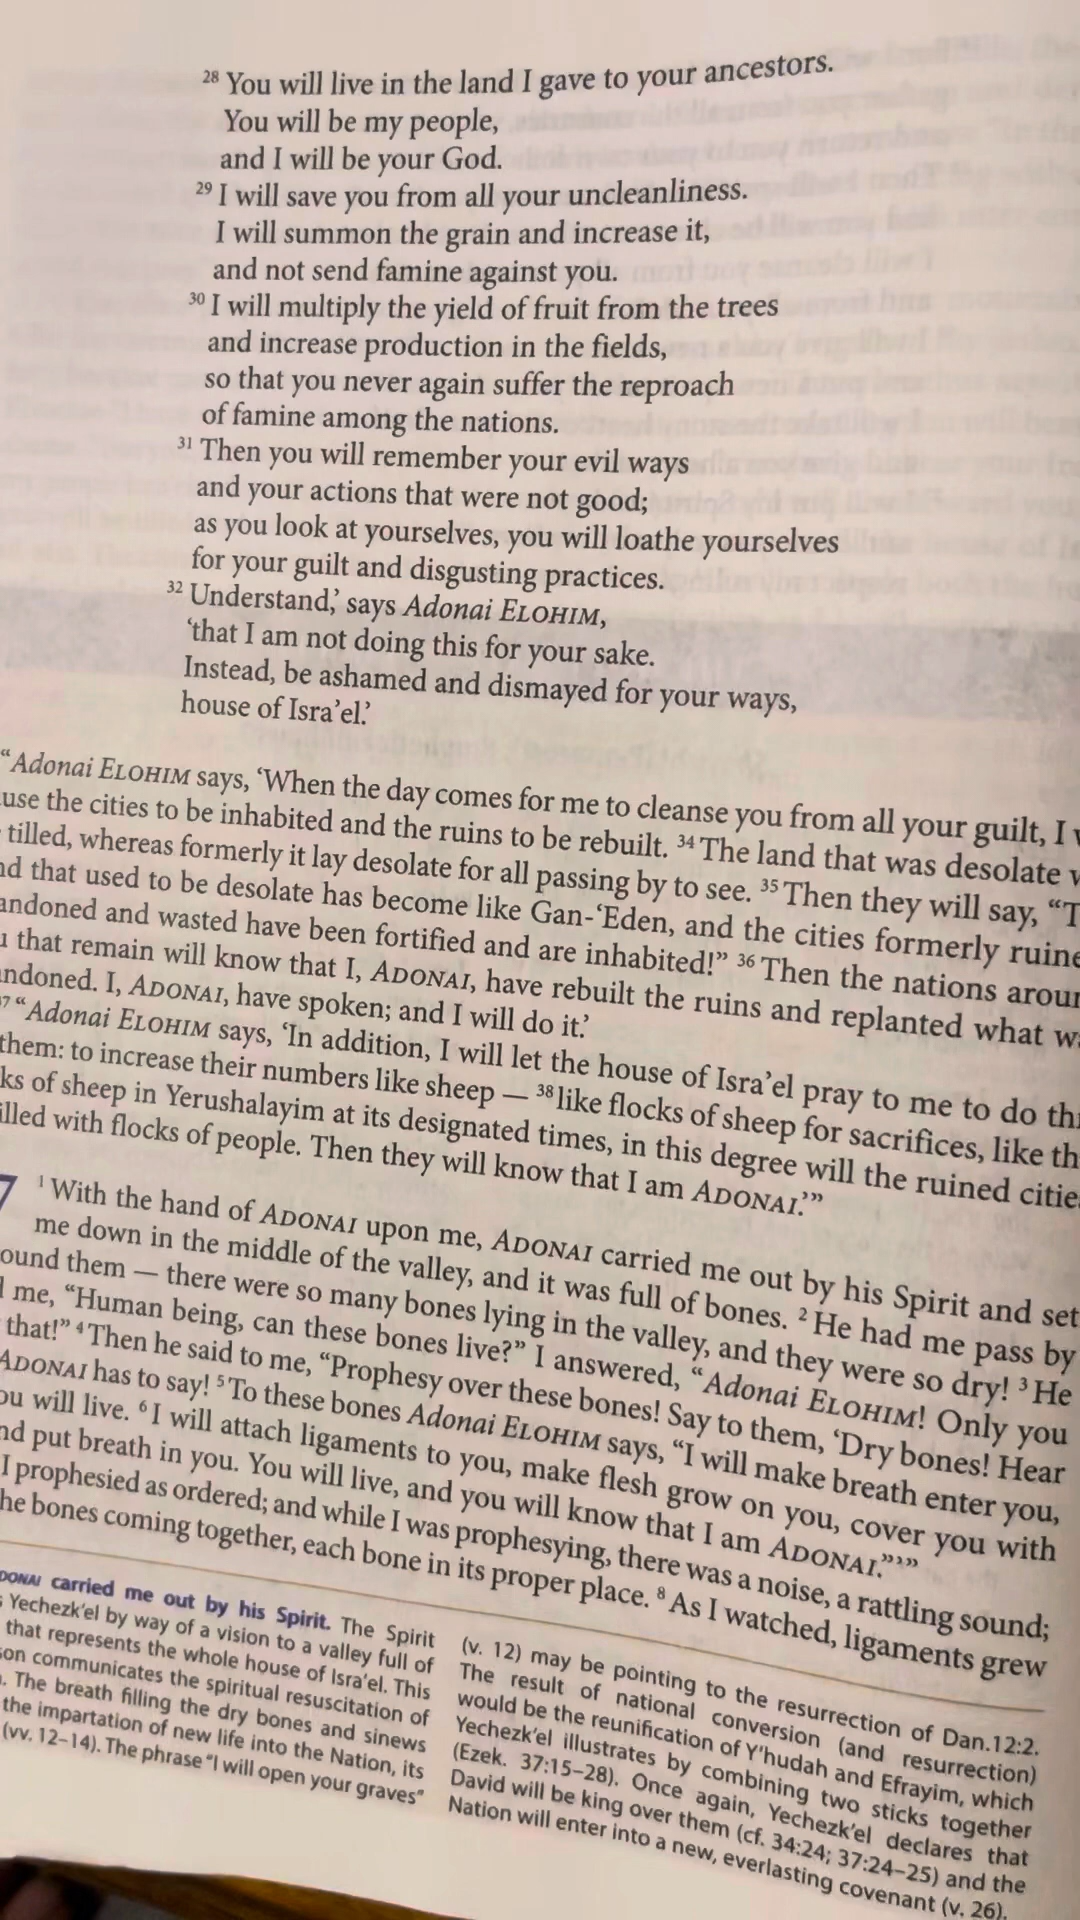 28 You will live in the land I gave to your ancestors.
You will be my people,
and I will be your God.
29 I will save you from all your uncleanliness.
I will summon the grain and increase it,
and not send famine against you.
30 I will multiply the yield of fruit from the trees
and increase production in the fields,
so that you never again suffer the reproach
of famine among the nations.
31 Then you will remember your evil ways
and your actions that were not good;
as you look at yourselves, you will loathe yourselves
for your guilt and disgusting practices.
32 Understand,’ says Adonai ELOHIM,
‘that I am not doing this for your sake.
Instead, be ashamed and dismayed for your ways,
house of Isra’el.’
“Adonai ELOHIM says, ‘When the day comes for me to cleanse you from all your guilt, I
use the cities to be inhabited and the ruins to be rebuilt. 34 The land that was desolate
tilled, whereas formerly it lay desolate for all passing by to see. 35 Then they will say, “T
nd that used to be desolate has become like Gan-‘Eden, and the cities formerly ruine
andoned and wasted have been fortified and are inhabited!” 36 Then the nations aroun
u that remain will know that I, ADONAI, have rebuilt the ruins and replanted what wa
andoned. I, ADONAI, have spoken; and I will do it.’
37 “Adonai ELOHIM says, ‘In addition, I will let the house of Isra’el pray to me to do thi
them: to increase their numbers like sheep — 38 like flocks of sheep for sacrifices, like th
ks of sheep in Yerushalayim at its designated times, in this degree will the ruined cities
illed with flocks of people. Then they will know that I am ADONAI.’”
7 1 With the hand of ADONAI upon me, ADONAI carried me out by his Spirit and set
me down in the middle of the valley, and it was full of bones. 2 He had me pass by
ound them — there were so many bones lying in the valley, and they were so dry! 3 He
d me, “Human being, can these bones live?” I answered, “Adonai ELOHIM! Only you
that!” 4 Then he said to me, “Prophesy over these bones! Say to them, ‘Dry bones! Hear
ADONAI has to say! 5 To these bones Adonai ELOHIM says, “I will make breath enter you,
ou will live. 6 I will attach ligaments to you, make flesh grow on you, cover you with
nd put breath in you. You will live, and you will know that I am ADONAI.”’”
I prophesied as ordered; and while I was prophesying, there was a noise, a rattling sound;
he bones coming together, each bone in its proper place. 8 As I watched, ligaments grew
DONAI carried me out by his Spirit. The Spirit
s Yechezk’el by way of a vision to a valley full of
that represents the whole house of Isra’el. This
son communicates the spiritual resuscitation of
. The breath filling the dry bones and sinews
the impartation of new life into the Nation, its
(vv. 12–14). The phrase “I will open your graves”
(v. 12) may be pointing to the resurrection of Dan.12:2.
The result of national conversion (and resurrection)
would be the reunification of Y’hudah and Efrayim, which
Yechezk’el illustrates by combining two sticks together
(Ezek. 37:15–28). Once again, Yechezk’el declares that
David will be king over them (cf. 34:24; 37:24–25) and the
Nation will enter into a new, everlasting covenant (v. 26).